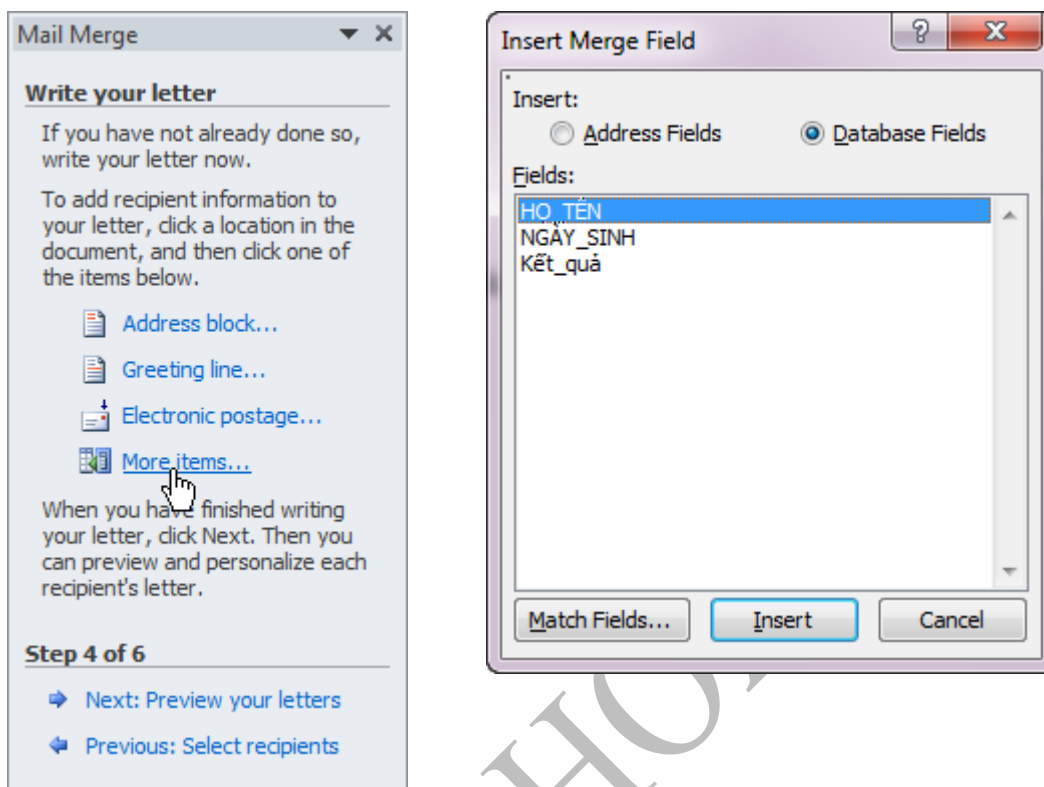 Mail Merge
Write your letter
If you have not already done so,
write your letter now.
To add recipient information to
your letter, click a location in the
document, and then click one of
the items below.
Address block...
Greeting line...
Electronic postage...
More items...
When you have finished writing
your letter, click Next. Then you
can preview and personalize each
recipient's letter.
Step 4 of 6
Next: Preview your letters
Previous: Select recipients
Insert Merge Field
Insert:
Address Fields
Database Fields
Fields:
HỌ_TÊN
NGÀY_SINH
Kết_quả
Match Fields...
Insert
Cancel